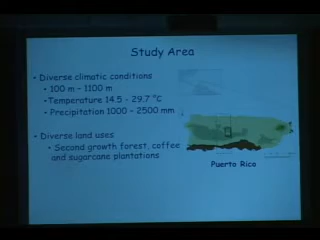 Study Area
• Diverse climatic conditions
• 100 m - 1100 m
•Temperature 14.5 - 29.7 °C
• Precipitation 1000 - 2500 mm
• Diverse land uses
• Second growth forest, coffee
and sugarcane plantations
Puerto Rico